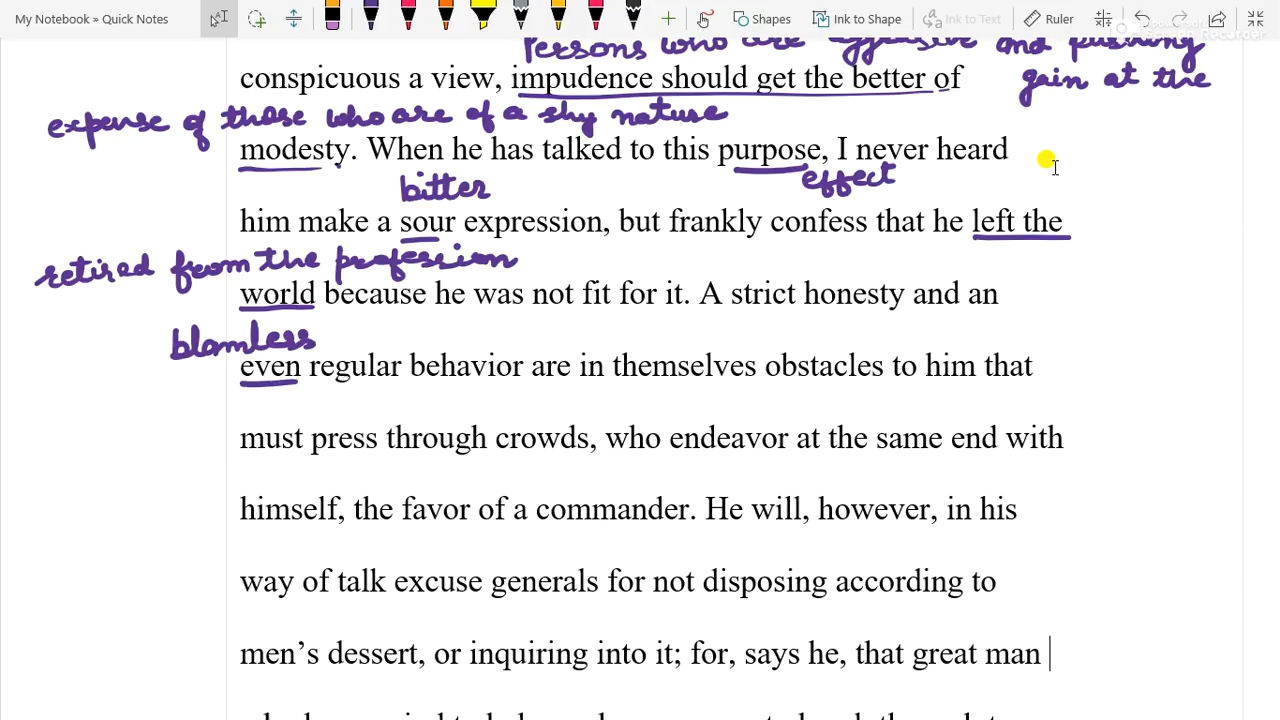 My Notebook » Quick Notes
Shapes
Ink to Shape
Ink to Text
Ruler
Persons who are aggressive and pushing
conspicuous a view, impudence should get the better of
gain at the
expense of those who are of a shy nature
modesty. When he has talked to this purpose, I never heard
bitter
effect
him make a sour expression, but frankly confess that he left the
retired from the profession
world because he was not fit for it. A strict honesty and an
blamless
even regular behavior are in themselves obstacles to him that
must press through crowds, who endeavor at the same end with
himself, the favor of a commander. He will, however, in his
way of talk excuse generals for not disposing according to
men's dessert, or inquiring into it; for, says he, that great man